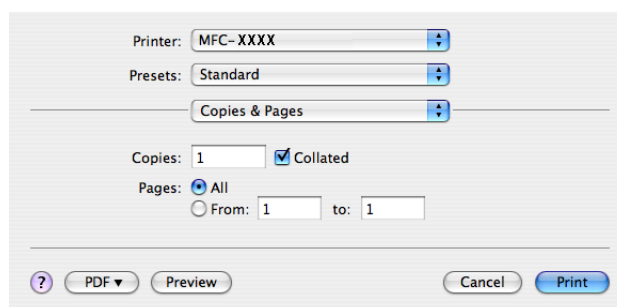 Printer: MFC-XXXX
Presets: Standard
Copies & Pages
Copies: 1 Collated
Pages: All
From: 1 to: 1
? PDF ▼ Preview Cancel Print